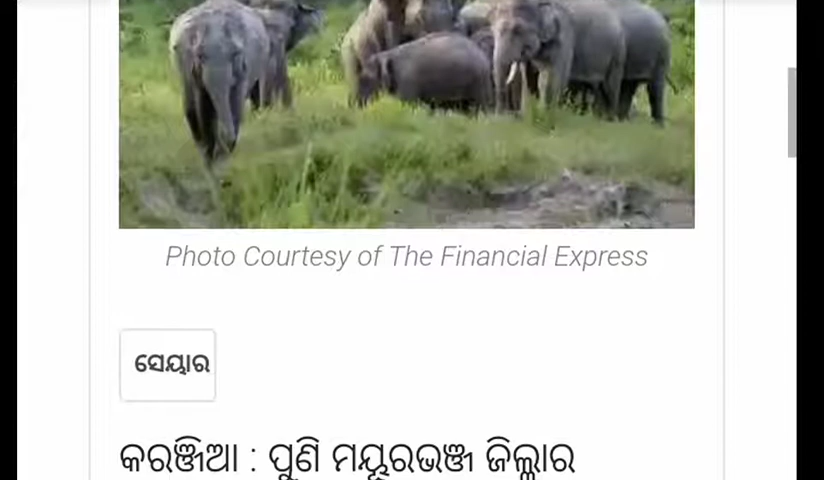 Photo Courtesy of The Financial Express
ସେୟାର
କରଞ୍ଜିଆ : ପୁଣି ମୟୂରଭଞ୍ଜ ଜିଲ୍ଲାର